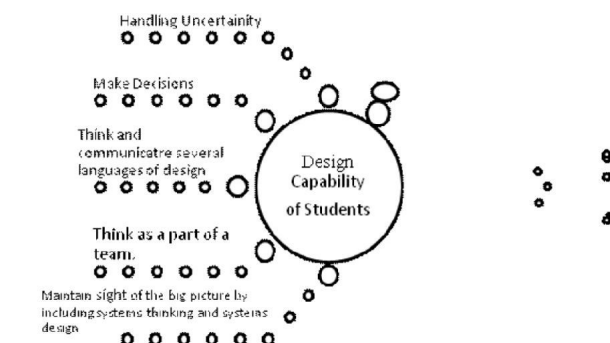 Handling Uncertainity
Make Decisions
Think and
communicatre several
languages of design
Design
Capability
of Students
Think as a part of a
team.
Maintain sight of the big picture by
including systems thinking and systems
design